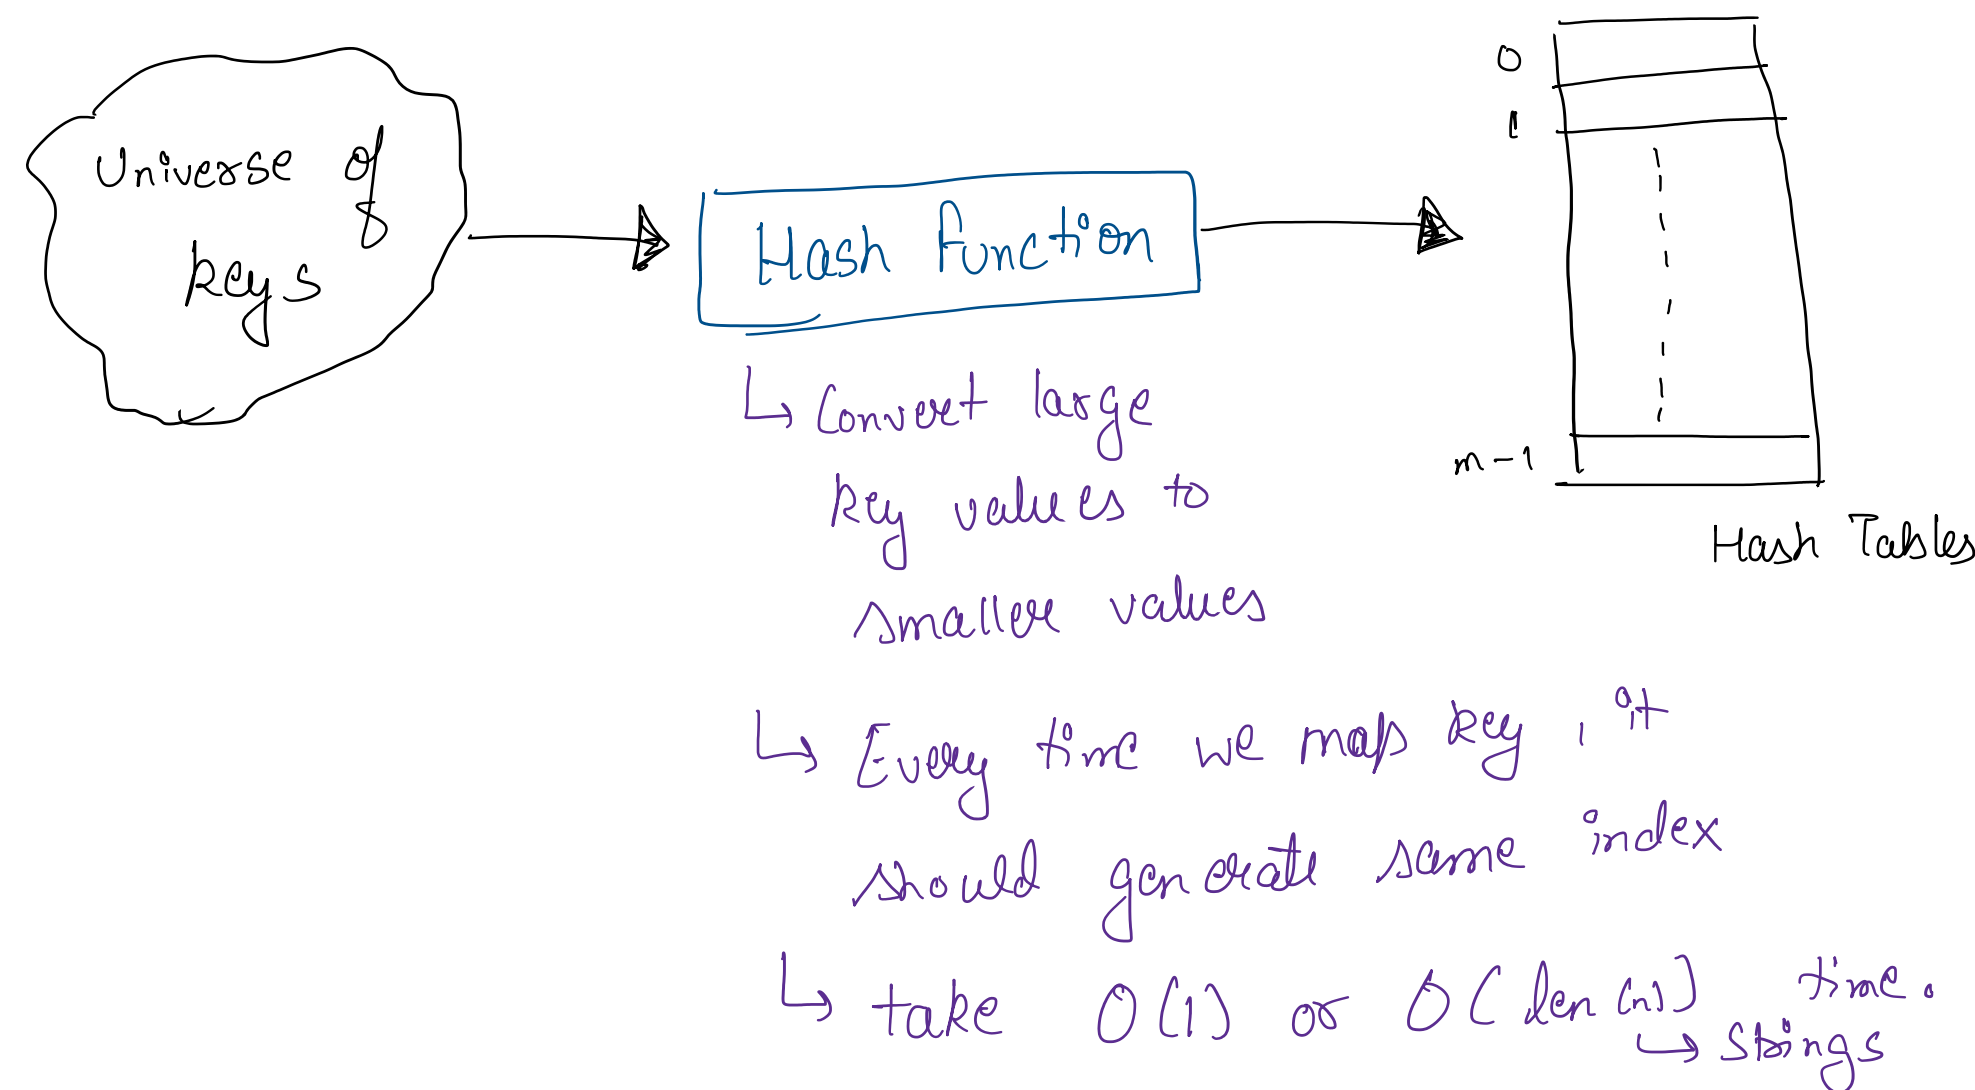 Universe of
keys
Hash function
0
1
m-1
Hash Tables
↳ Convert large
key values to
smaller values
↳ Every time we map key, it
should generate same index
↳ take O(1) or O(len(n)) time.
↳ strings